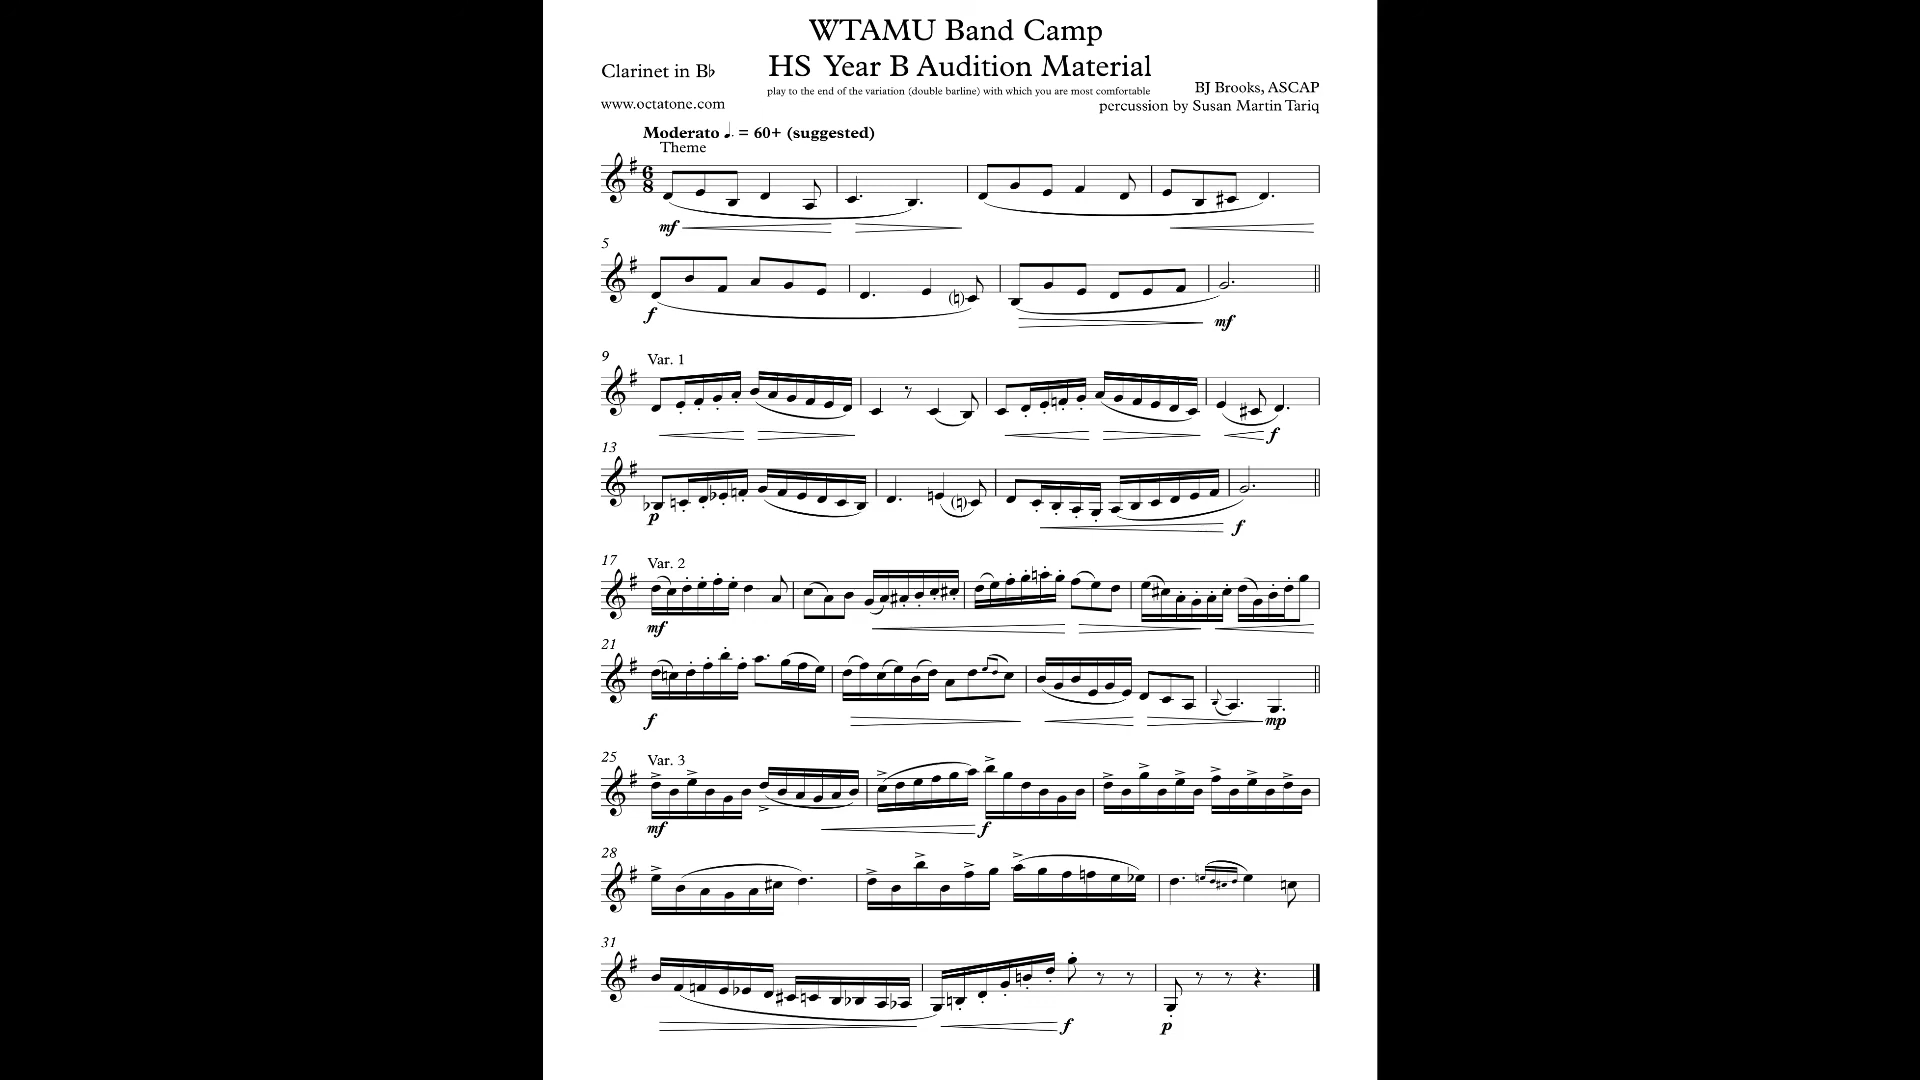 WTAMU Band Camp
HS Year B Audition Material
Clarinet in B♭
play to the end of the variation (double barline) with which you are most comfortable
BJ Brooks, ASCAP
www.octatone.com
percussion by Susan Martin Tariq
Moderato ♩. = 60+ (suggested)
Theme
6
8
mf
5
f
mf
9 Var. 1
f
13
p
f
17 Var. 2
mf
21
f
mp
25 Var. 3
mf
f
28
31
f
p